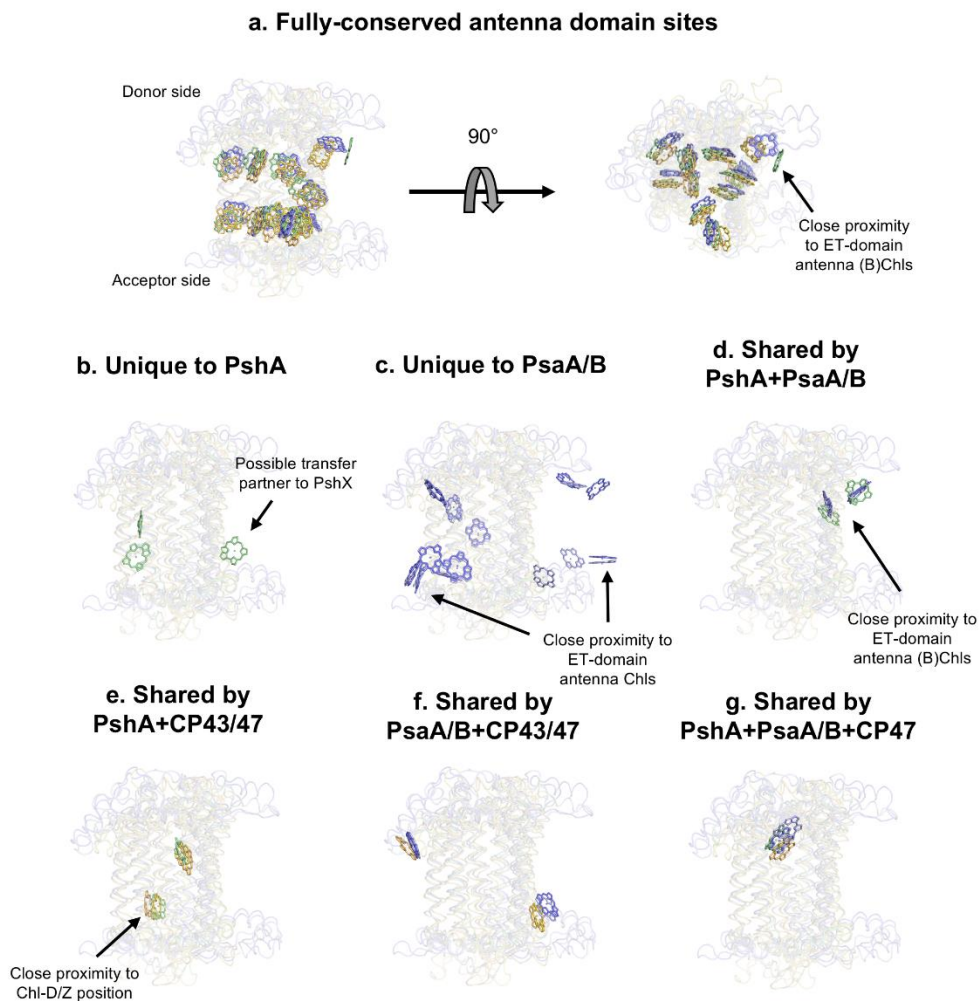 a. Fully-conserved antenna domain sites
Donor side
90°
Acceptor side
Close proximity
to ET-domain
antenna (B)Chls
b. Unique to PshA
c. Unique to PsaA/B
d. Shared by
PshA+PsaA/B
Possible transfer
partner to PshX
Close proximity to
ET-domain
antenna Chls
Close proximity to
ET-domain
antenna (B)Chls
e. Shared by
PshA+CP43/47
f. Shared by
PsaA/B+CP43/47
g. Shared by
PshA+PsaA/B+CP47
Close proximity to
Chl-D/Z position